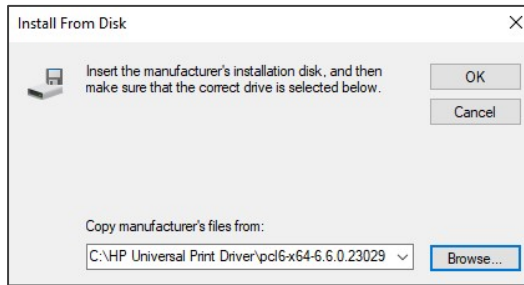 Install From Disk
Insert the manufacturer's installation disk, and then
make sure that the correct drive is selected below.
OK
Cancel
Copy manufacturer's files from:
C:\HP Universal Print Driver\pcl6-x64-6.6.0.23029
Browse...